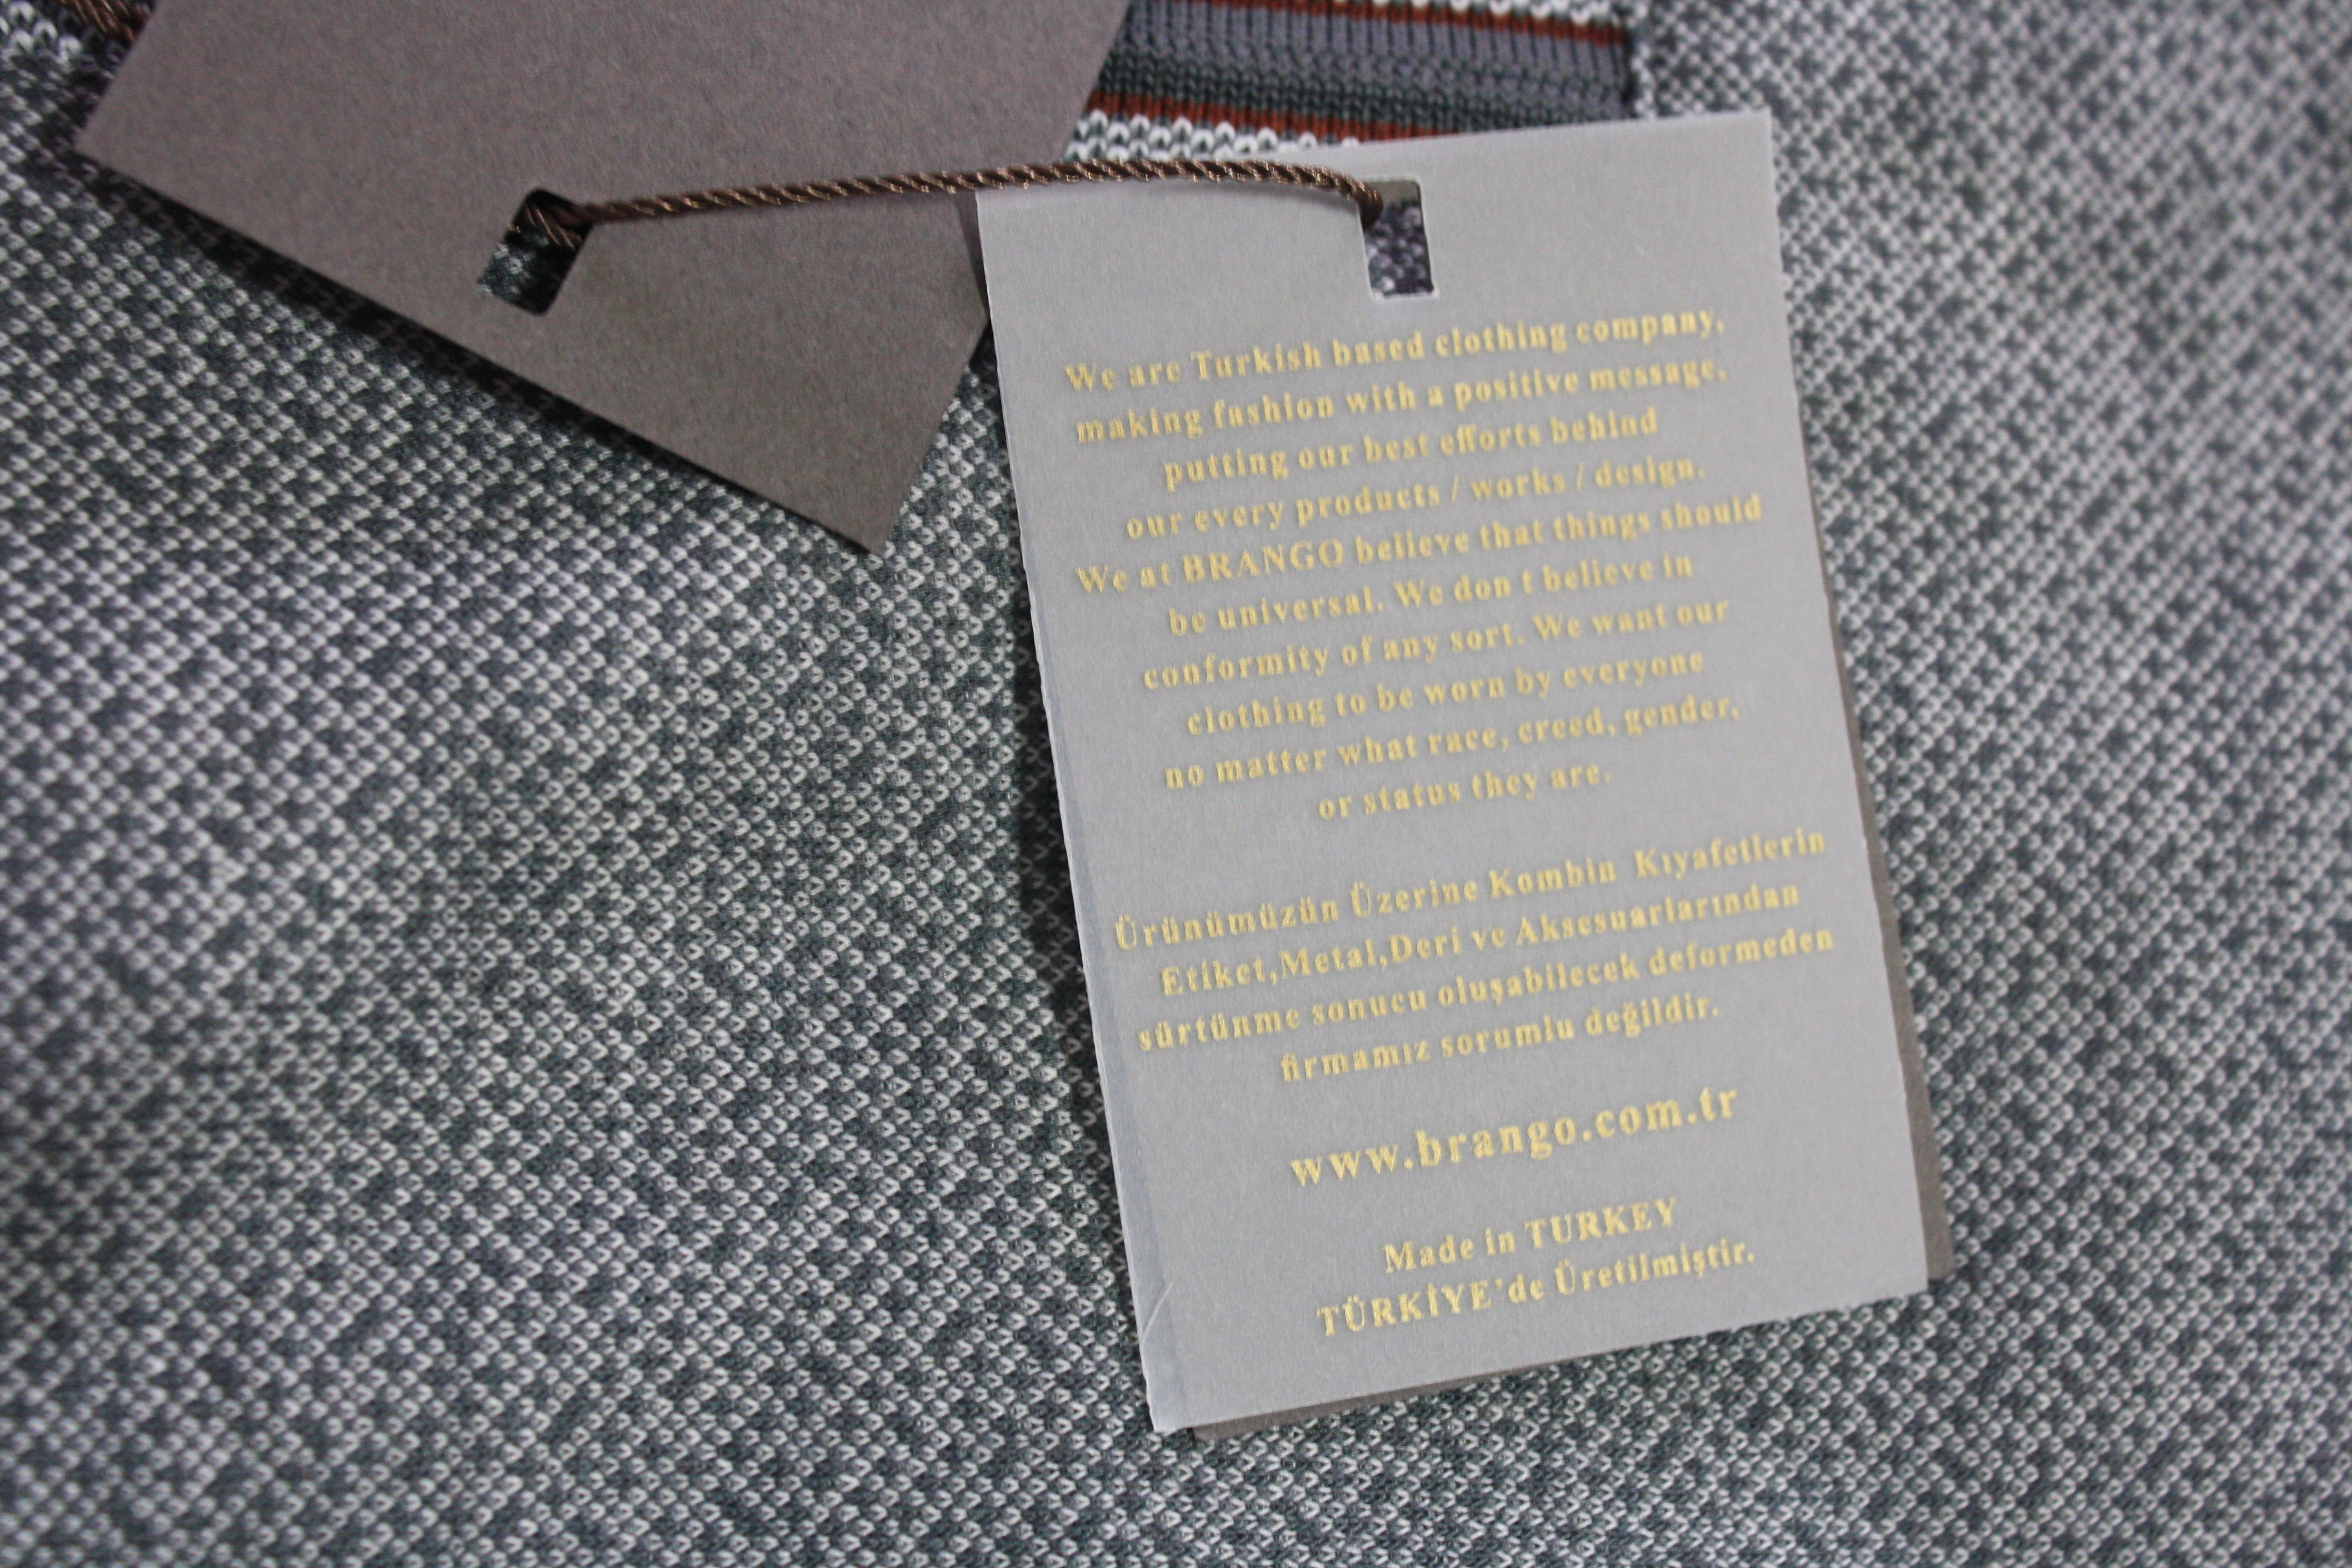 We are Turkish based clothing company,
making fashion with a positive message.
putting our best efforts behind
our every products / works / design.
We at BRANGO believe that things should
be universal. We don t believe in
conformity of any sort. We want our
clothing to be worn by everyone
no matter what race, creed, gender,
or status they are.
Ürünümüzün Üzerine Kombin Kıyafetlerin
Etiket,Metal,Deri ve Aksesuarlarından
sürtünme sonucu oluşabilecek deformeden
firmamız sorumlu değildir.
www.brango.com.tr
Made in TURKEY
TÜRKİYE'de Üretilmiştir.